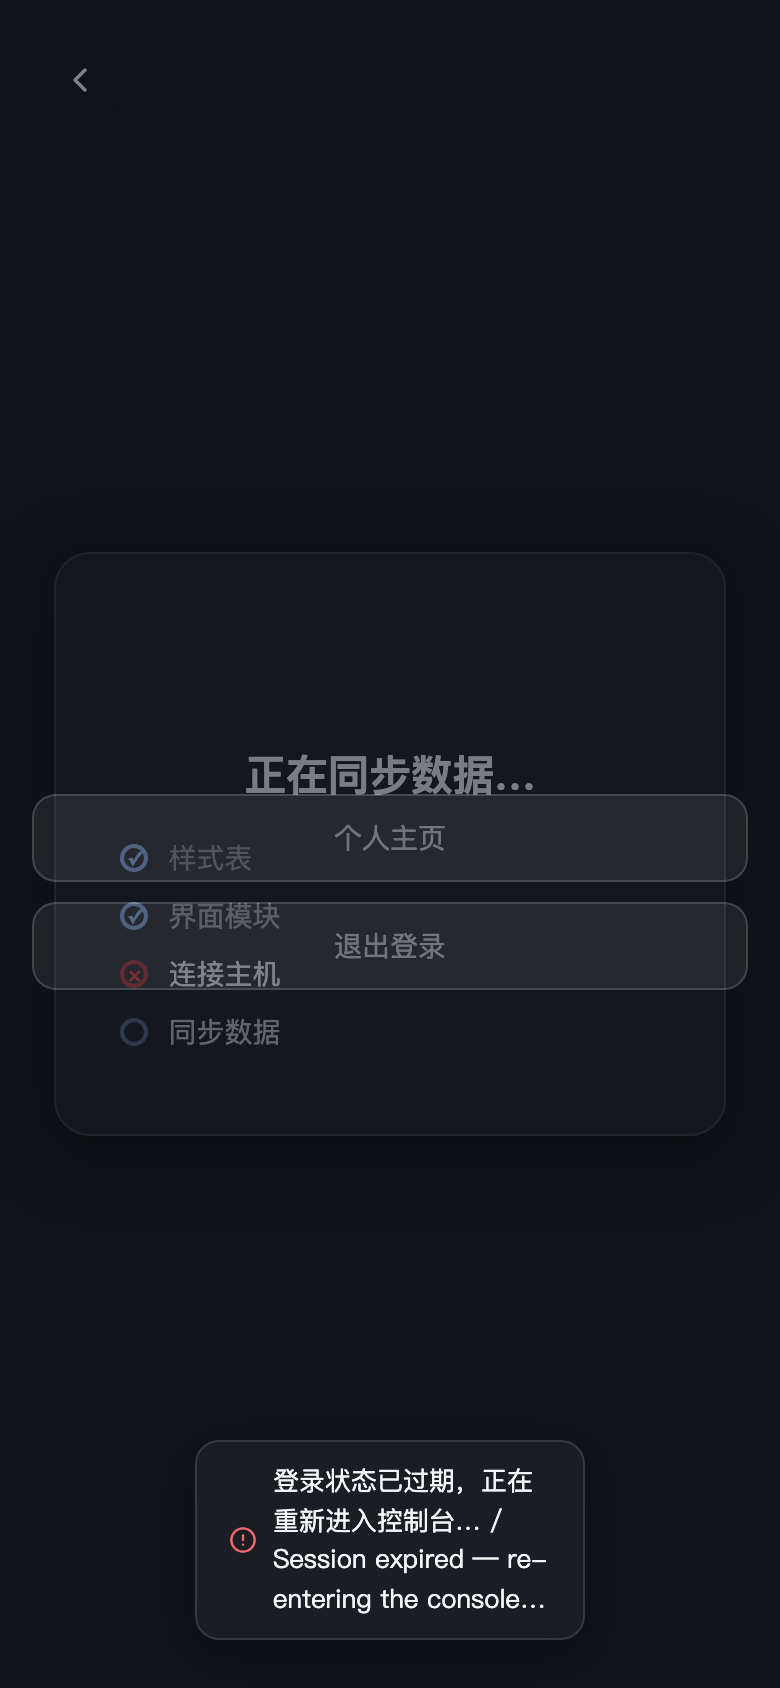 正在同步数据...
个人主页
样式表
界面模块
退出登录
连接主机
同步数据
登录状态已过期，正在
重新进入控制台... /
Session expired — re-
entering the console...